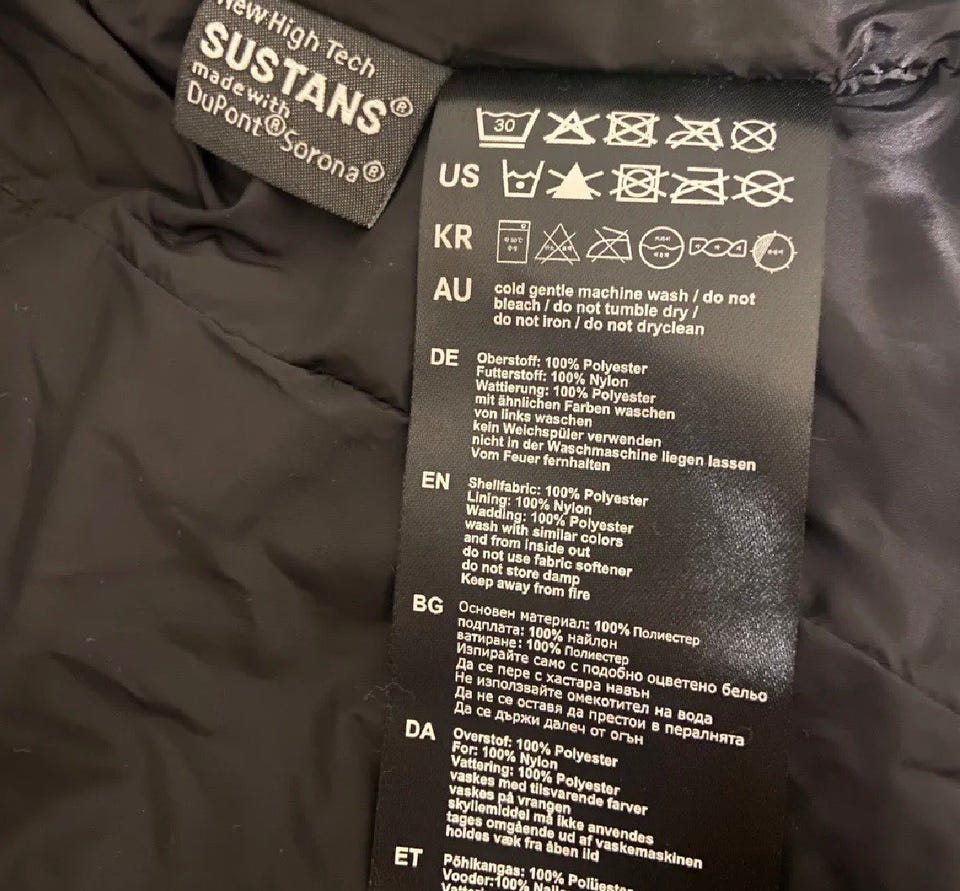 New High Tech
SUSTANS®
made with
DuPont®Sorona®
30
US
KR
AU
cold gentle machine wash / do not
bleach / do not tumble dry /
do not iron / do not dryclean
DE
Oberstoff: 100% Polyester
Futterstoff: 100% Nylon
Wattierung: 100% Polyester
mit ähnlichen Farben waschen
von links waschen
kein Weichspüler verwenden
nicht in der Waschmaschine liegen lassen
Vom Feuer fernhalten
EN
Shellfabric: 100% Polyester
Lining: 100% Nylon
Wadding: 100% Polyester
wash with similar colors
and from inside out
do not use fabric softener
do not store damp
Keep away from fire
BG
Основен материал: 100% Полиестер
подплата: 100% найлон
ватиране: 100% Полиестер
Изпирайте само с подобно оцветено бельо
Да се пере с хастара навън
Не използвайте омекотител на вода
Да не се оставя да престои в пералнята
Да се държи далеч от огън
DA
Overstof: 100% Polyester
For: 100% Nylon
Vattering: 100% Polyester
vaskes med tilsvarende farver
vaskes på vrangen
skyllemiddel må ikke anvendes
tages omgående ud af vaskemaskinen
holdes væk fra åben ild
ET
Põhikangas: 100% Polüester
Vooder:100%